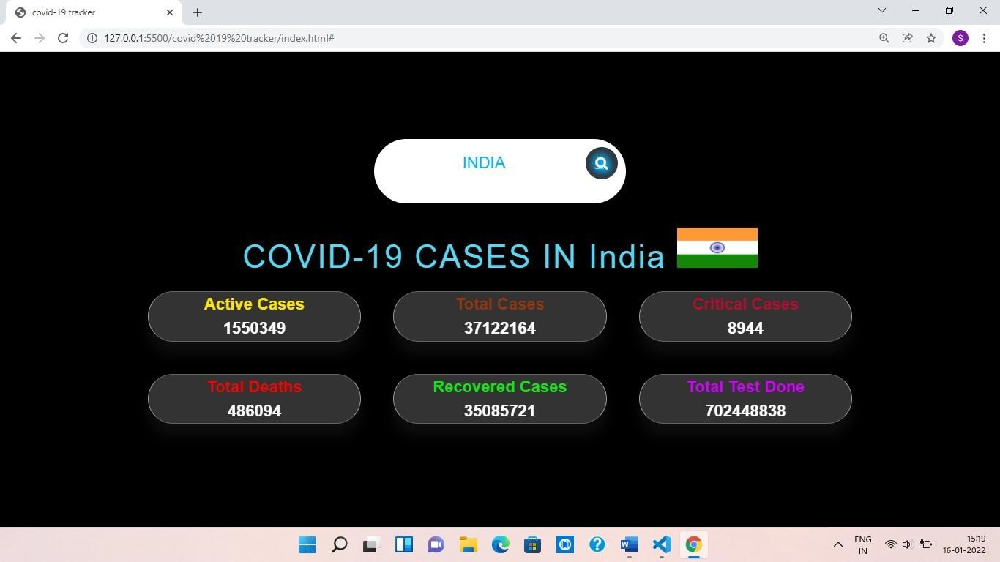 covid-19 tracker
127.0.0.1:5500/covid%2019%20tracker/index.html#
S
INDIA
COVID-19 CASES IN India
Active Cases
1550349
Total Cases
37122164
Critical Cases
8944
Total Deaths
486094
Recovered Cases
35085721
Total Test Done
702448838
W
ENG
IN
15:19
16-01-2022